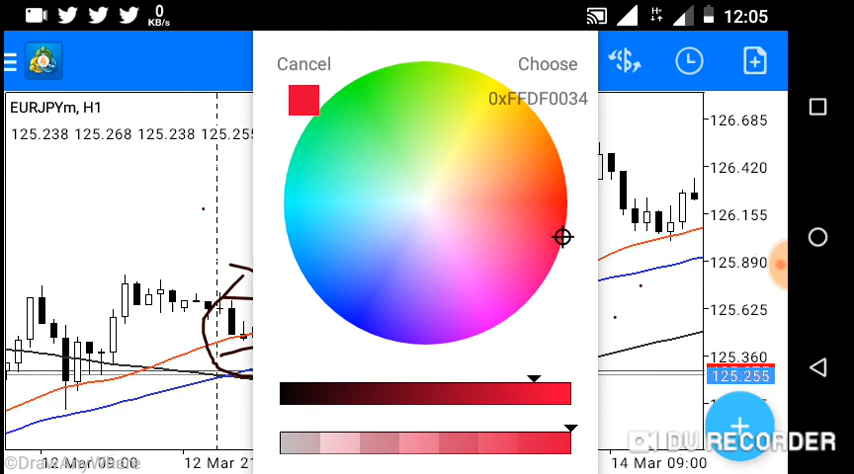 0
KB/s
H+
12:05
Cancel
Choose
0xFFDF0034
EURJPYm, H1
125.238 125.268 125.238 125.255
126.685
126.420
126.155
125.890
125.625
125.360
125.255
12 Mar 09:00
12 Mar 21
14 Mar 09:00
DU RECORDER